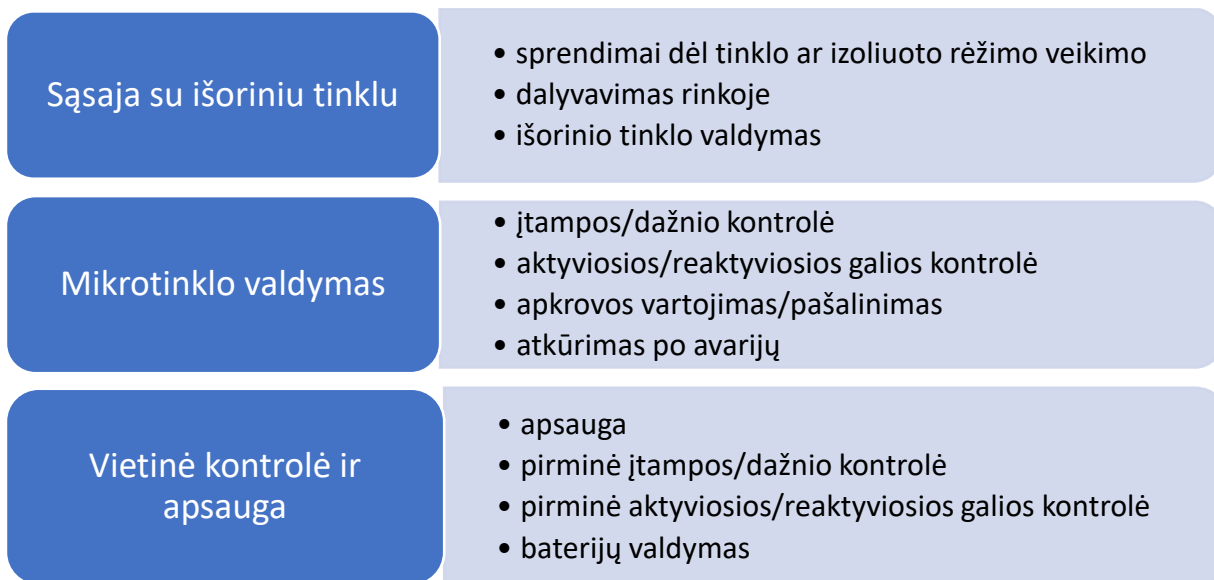 Sąsaja su išoriniu tinklu
• sprendimai dėl tinklo ar izoliuoto rėžimo veikimo
• dalyvavimas rinkoje
• išorinio tinklo valdymas
Mikrotinklo valdymas
• įtampos/dažnio kontrolė
• aktyviosios/reaktyviosios galios kontrolė
• apkrovos vartojimas/pašalinimas
• atkūrimas po avarijų
Vietinė kontrolė ir
apsauga
• apsauga
• pirminė įtampos/dažnio kontrolė
• pirminė aktyviosios/reaktyviosios galios kontrolė
• baterijų valdymas